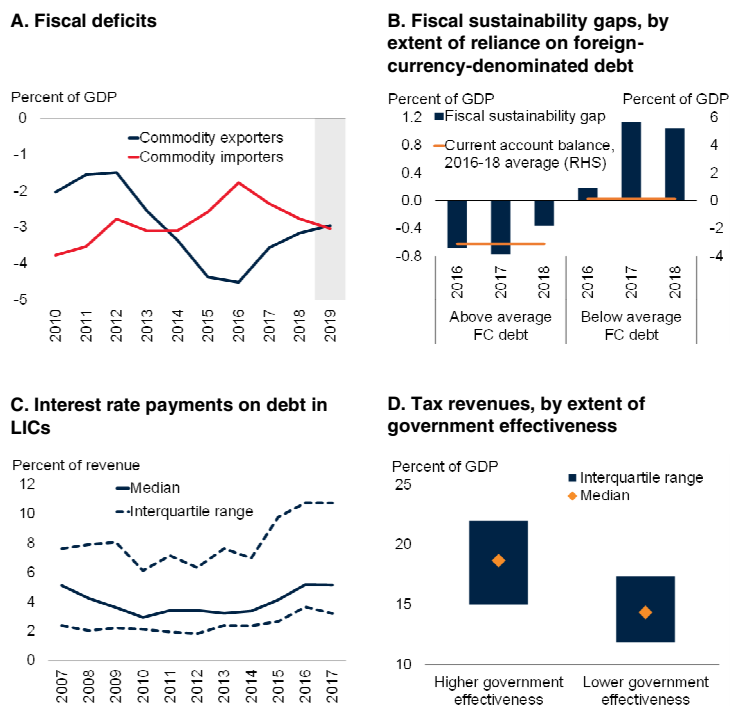 A. Fiscal deficits
Percent of GDP
0
-1
-2
-3
-4
-5
Commodity exporters
Commodity importers
2010
2011
2012
2013
2014
2015
2016
2017
2018
2019
B. Fiscal sustainability gaps, by
extent of reliance on foreign-
currency-denominated debt
Percent of GDP
Percent of GDP
1.2
0.8
0.4
0.0
-0.4
-0.8
Fiscal sustainability gap
Current account balance,
2016-18 average (RHS)
6
4
2
0
-2
-4
2016
2017
2018
2016
2017
2018
Above average
FC debt
Below average
FC debt
C. Interest rate payments on debt in
LICs
Percent of revenue
12
10
8
6
4
2
0
Median
Interquartile range
2007
2008
2009
2010
2011
2012
2013
2014
2015
2016
2017
D. Tax revenues, by extent of
government effectiveness
Percent of GDP
25
20
15
10
Interquartile range
Median
Higher government
effectiveness
Lower government
effectiveness